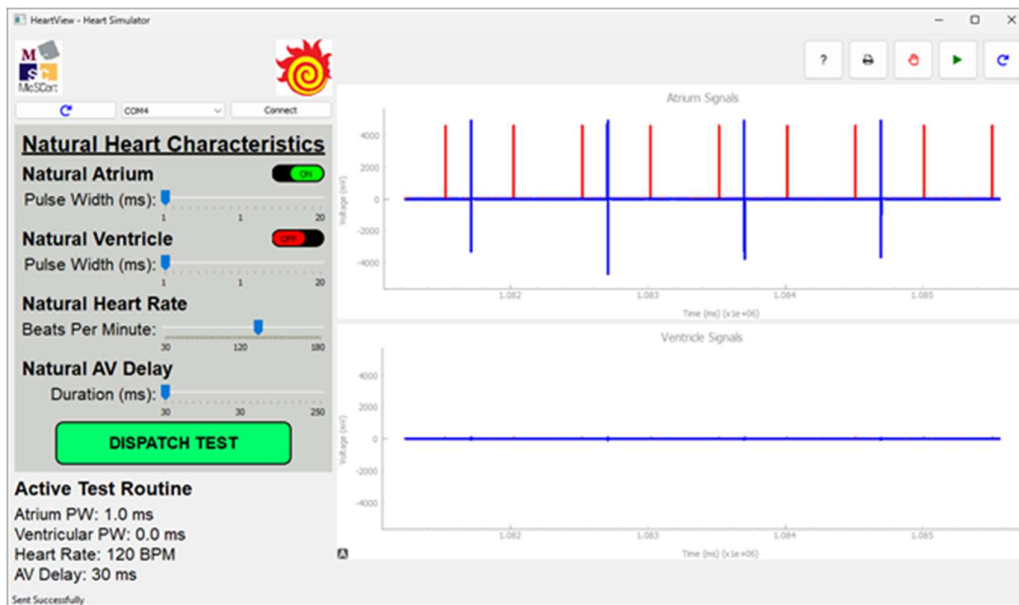 HeartView - Heart Simulator
M
SC
McSCert
COM4
Connect
?
Natural Heart Characteristics
Natural Atrium
ON
Pulse Width (ms):
1 1 20
Natural Ventricle
OFF
Pulse Width (ms):
1 1 20
Natural Heart Rate
Beats Per Minute:
30 120 180
Natural AV Delay
Duration (ms):
30 30 250
DISPATCH TEST
Active Test Routine
Atrium PW: 1.0 ms
Ventricular PW: 0.0 ms
Heart Rate: 120 BPM
AV Delay: 30 ms
Sent Successfully
Atrium Signals
Voltage (mV)
4000
2000
0
-2000
-4000
1.082 1.083 1.084 1.085
Time (ms) (x1e+06)
Ventricle Signals
Voltage (mV)
4000
2000
0
-2000
-4000
1.082 1.083 1.084 1.085
Time (ms) (x1e+06)
A